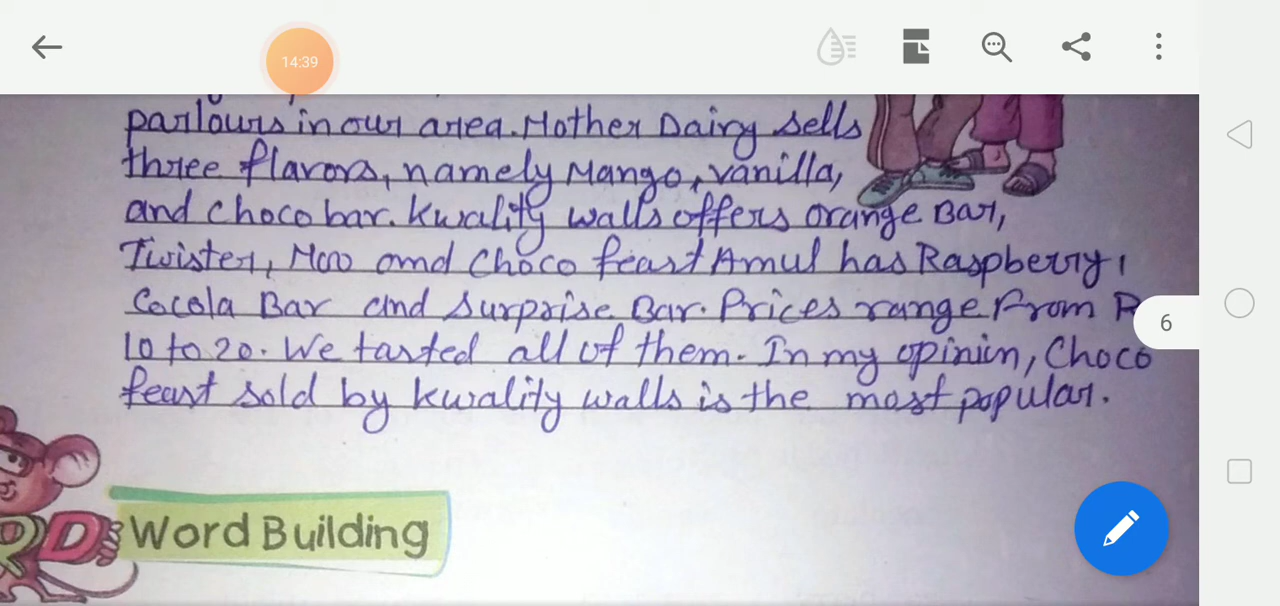 14:39
parlours in our area. Mother Dairy sells
three flavors, namely Mango, vanilla,
and choco bar. Kwality walls offers orange Bar,
Twister, Moo and Choco feast Amul has Raspberry,
Cocola Bar and Surprise Bar. Prices range From R
6
10 to 20. We tasted all of them. In my opinin, Choco
feast sold by kwality walls is the most popular.
RD Word Building